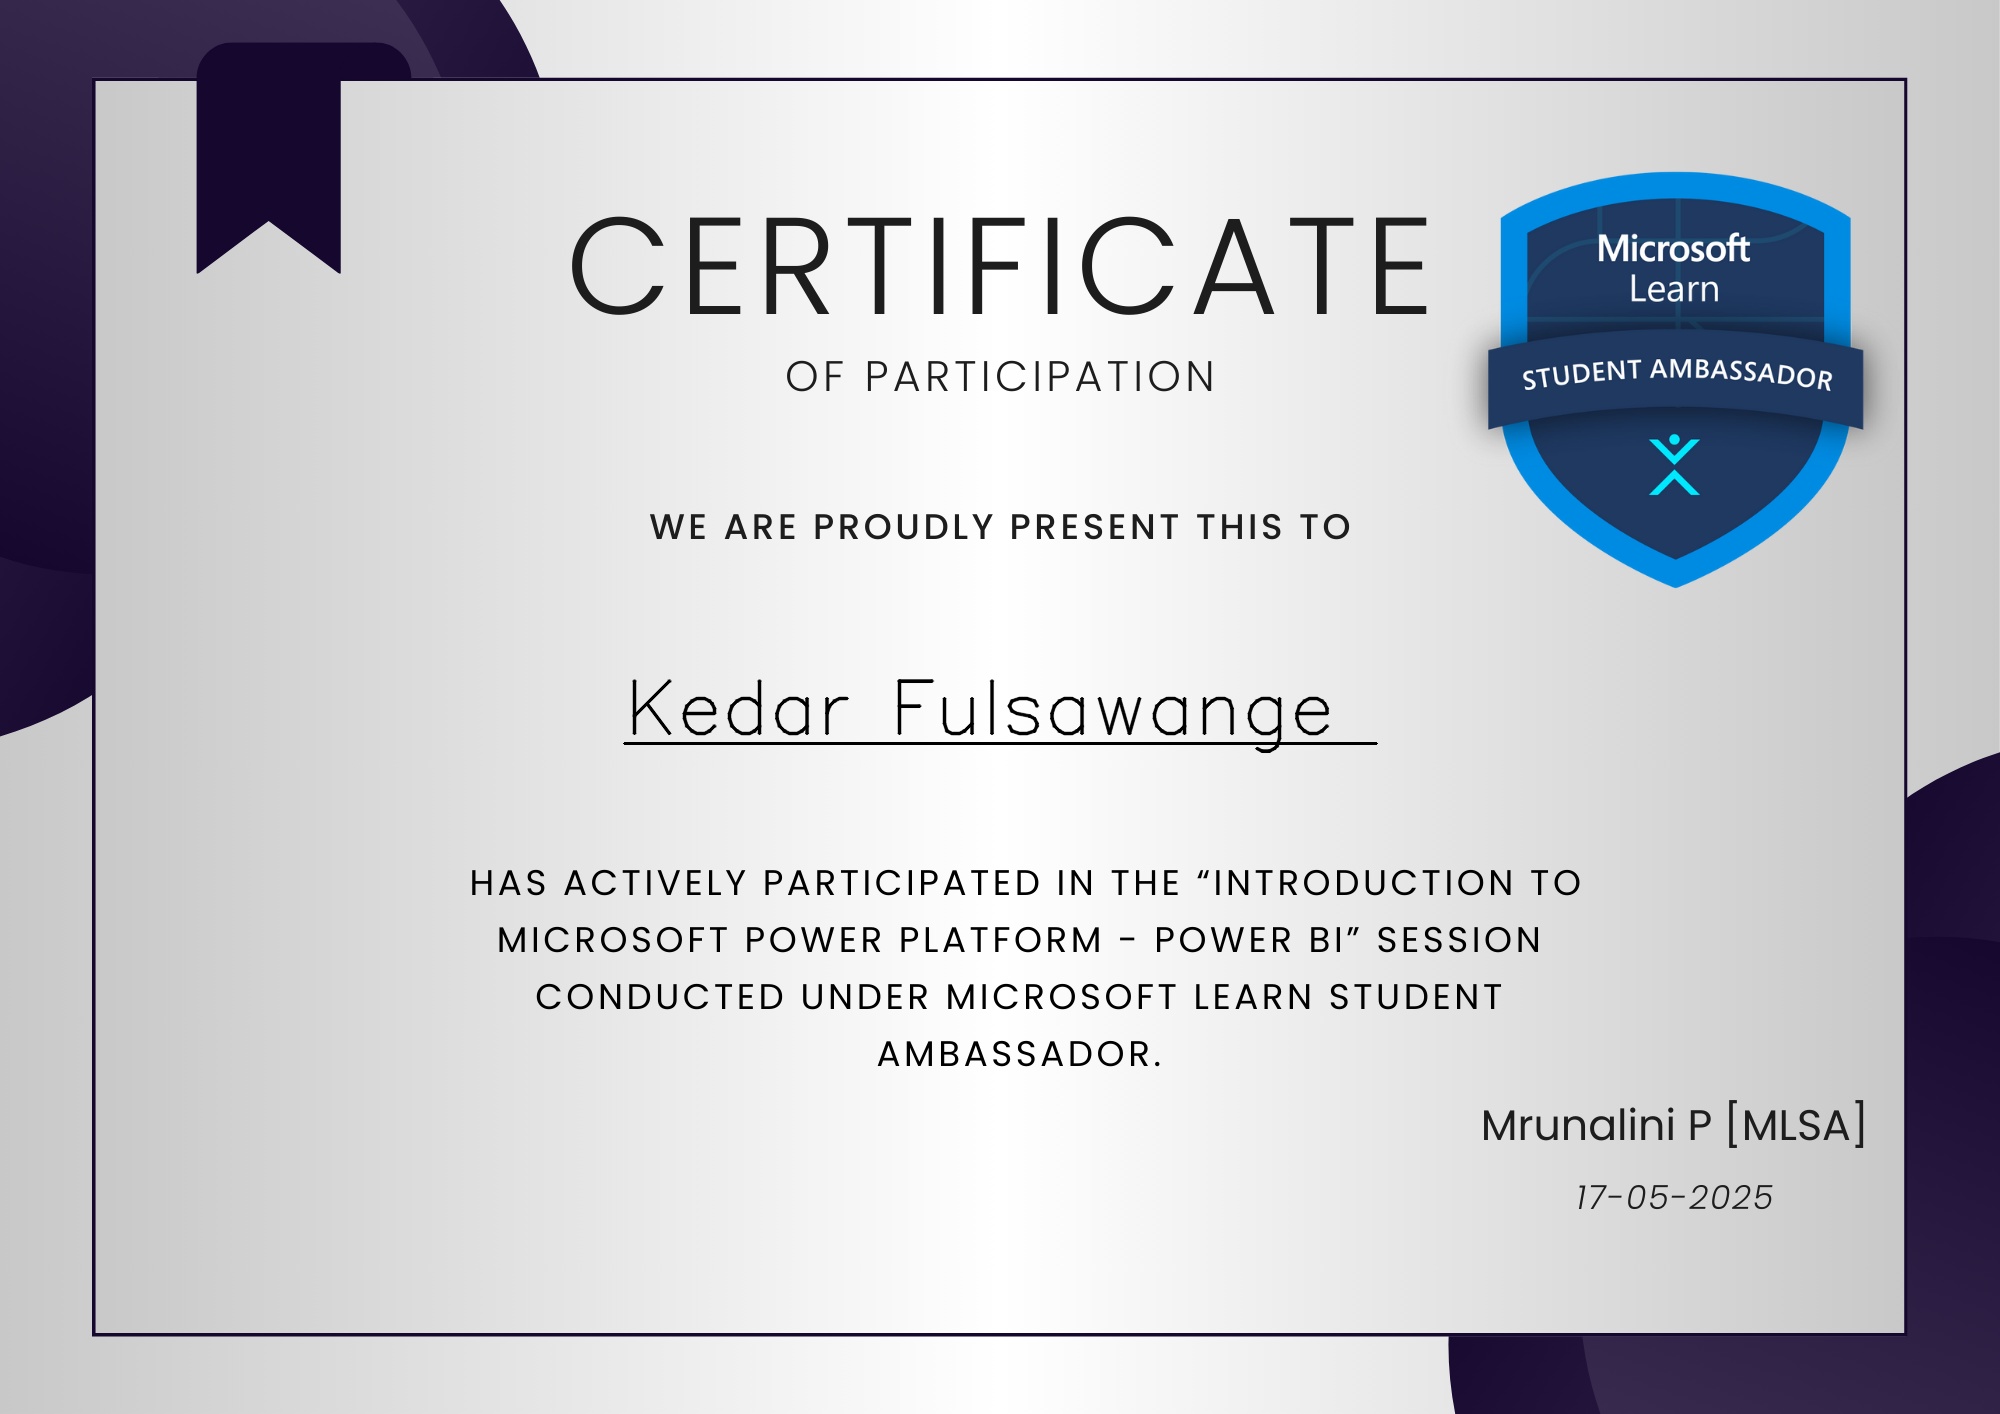 CERTIFICATE
OF PARTICIPATION
Microsoft
Learn
STUDENT AMBASSADOR
WE ARE PROUDLY PRESENT THIS TO
Kedar Fulsawange
HAS ACTIVELY PARTICIPATED IN THE “INTRODUCTION TO
MICROSOFT POWER PLATFORM - POWER BI” SESSION
CONDUCTED UNDER MICROSOFT LEARN STUDENT
AMBASSADOR.
Mrunalini P [MLSA]
17-05-2025